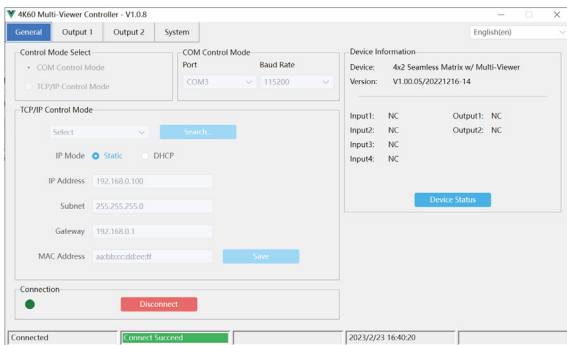 4K60 Multi-Viewer Controller - V1.0.8
General Output 1 Output 2 System English(en)
Control Mode Select
COM Control Mode
TCP/IP Control Mode
COM Control Mode
Port Baud Rate
COM3 115200
Device Information
Device: 4x2 Seamless Matrix w/ Multi-Viewer
Version: V1.00.05/20221216-14
Input1: NC Output1: NC
Input2: NC Output2: NC
Input3: NC
Input4: NC
Device Status
TCP/IP Control Mode
Select Search..
IP Mode Static DHCP
IP Address 192.168.0.100
Subnet 255.255.255.0
Gateway 192.168.0.1
MAC Address aa:bb:cc:dd:ee:ff Save
Connection
Disconnect
Connected Connect Succeed 2023/2/23 16:40:20